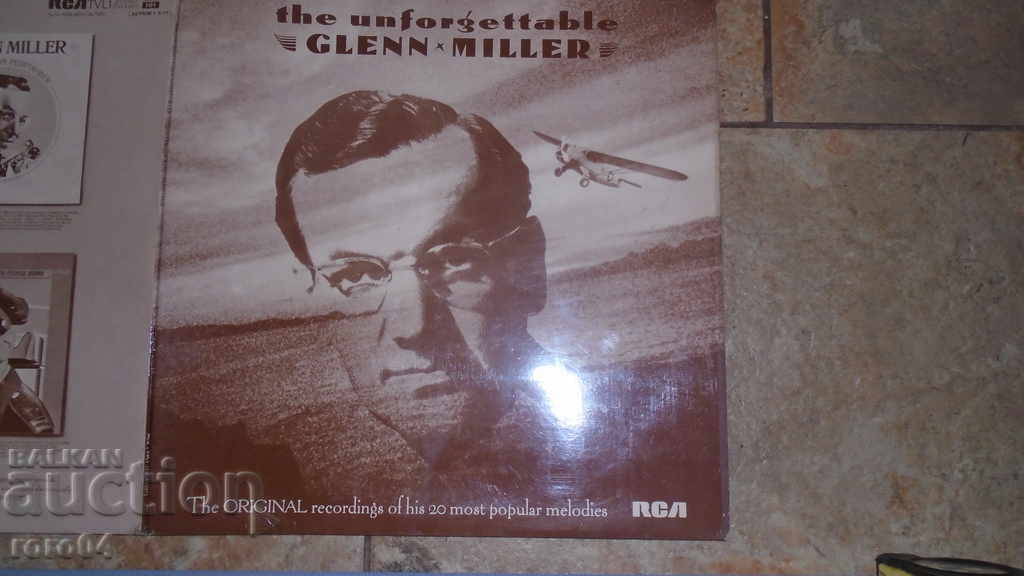 RCA TVL1
MILLER
the unforgettable
GLENN × MILLER
The ORIGINAL recordings of his 20 most popular melodies
RCA
BALKAN
auction
roro04